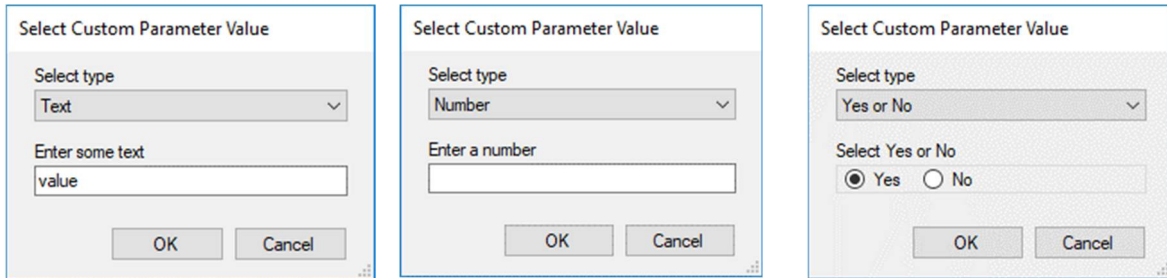 Select Custom Parameter Value
Select type
Text
Enter some text
value
OK Cancel
Select Custom Parameter Value
Select type
Number
Enter a number
OK Cancel
Select Custom Parameter Value
Select type
Yes or No
Select Yes or No
Yes No
OK Cancel